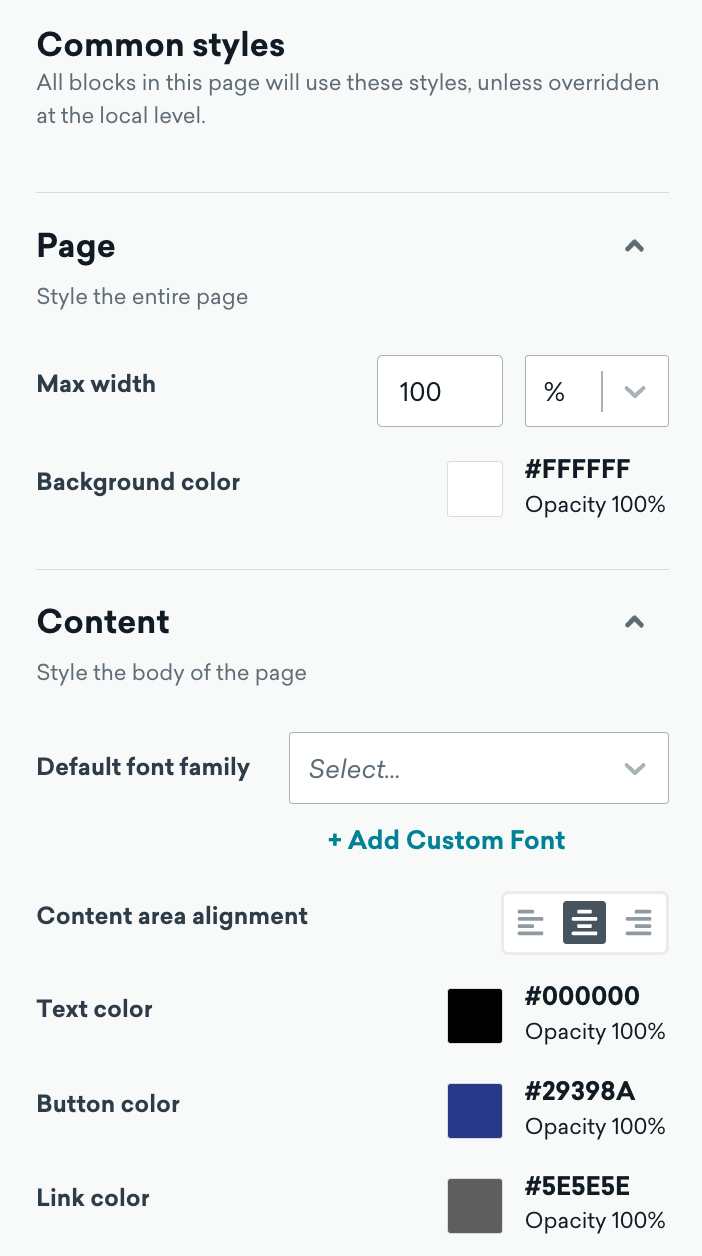 Common styles
All blocks in this page will use these styles, unless overridden
at the local level.
Page
Style the entire page
Max width
100
%
Background color
#FFFFFF
Opacity 100%
Content
Style the body of the page
Default font family
Select...
+ Add Custom Font
Content area alignment
Text color
#000000
Opacity 100%
Button color
#29398A
Opacity 100%
Link color
#5E5E5E
Opacity 100%